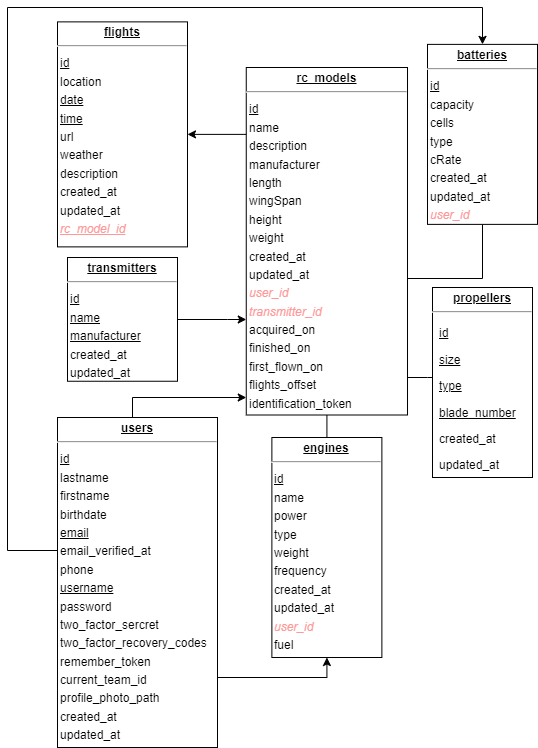 flights
id
location
date
time
url
weather
description
created_at
updated_at
rc_model_id
rc_models
id
name
description
manufacturer
length
wingSpan
height
weight
created_at
updated_at
user_id
transmitter_id
acquired_on
finished_on
first_flown_on
flights_offset
identification_token
batteries
id
capacity
cells
type
cRate
created_at
updated_at
user_id
transmitters
id
name
manufacturer
created_at
updated_at
propellers
id
size
type
blade_number
created_at
updated_at
users
id
lastname
firstname
birthdate
email
email_verified_at
phone
username
password
two_factor_sercret
two_factor_recovery_codes
remember_token
current_team_id
profile_photo_path
created_at
updated_at
engines
id
name
power
type
weight
frequency
created_at
updated_at
user_id
fuel